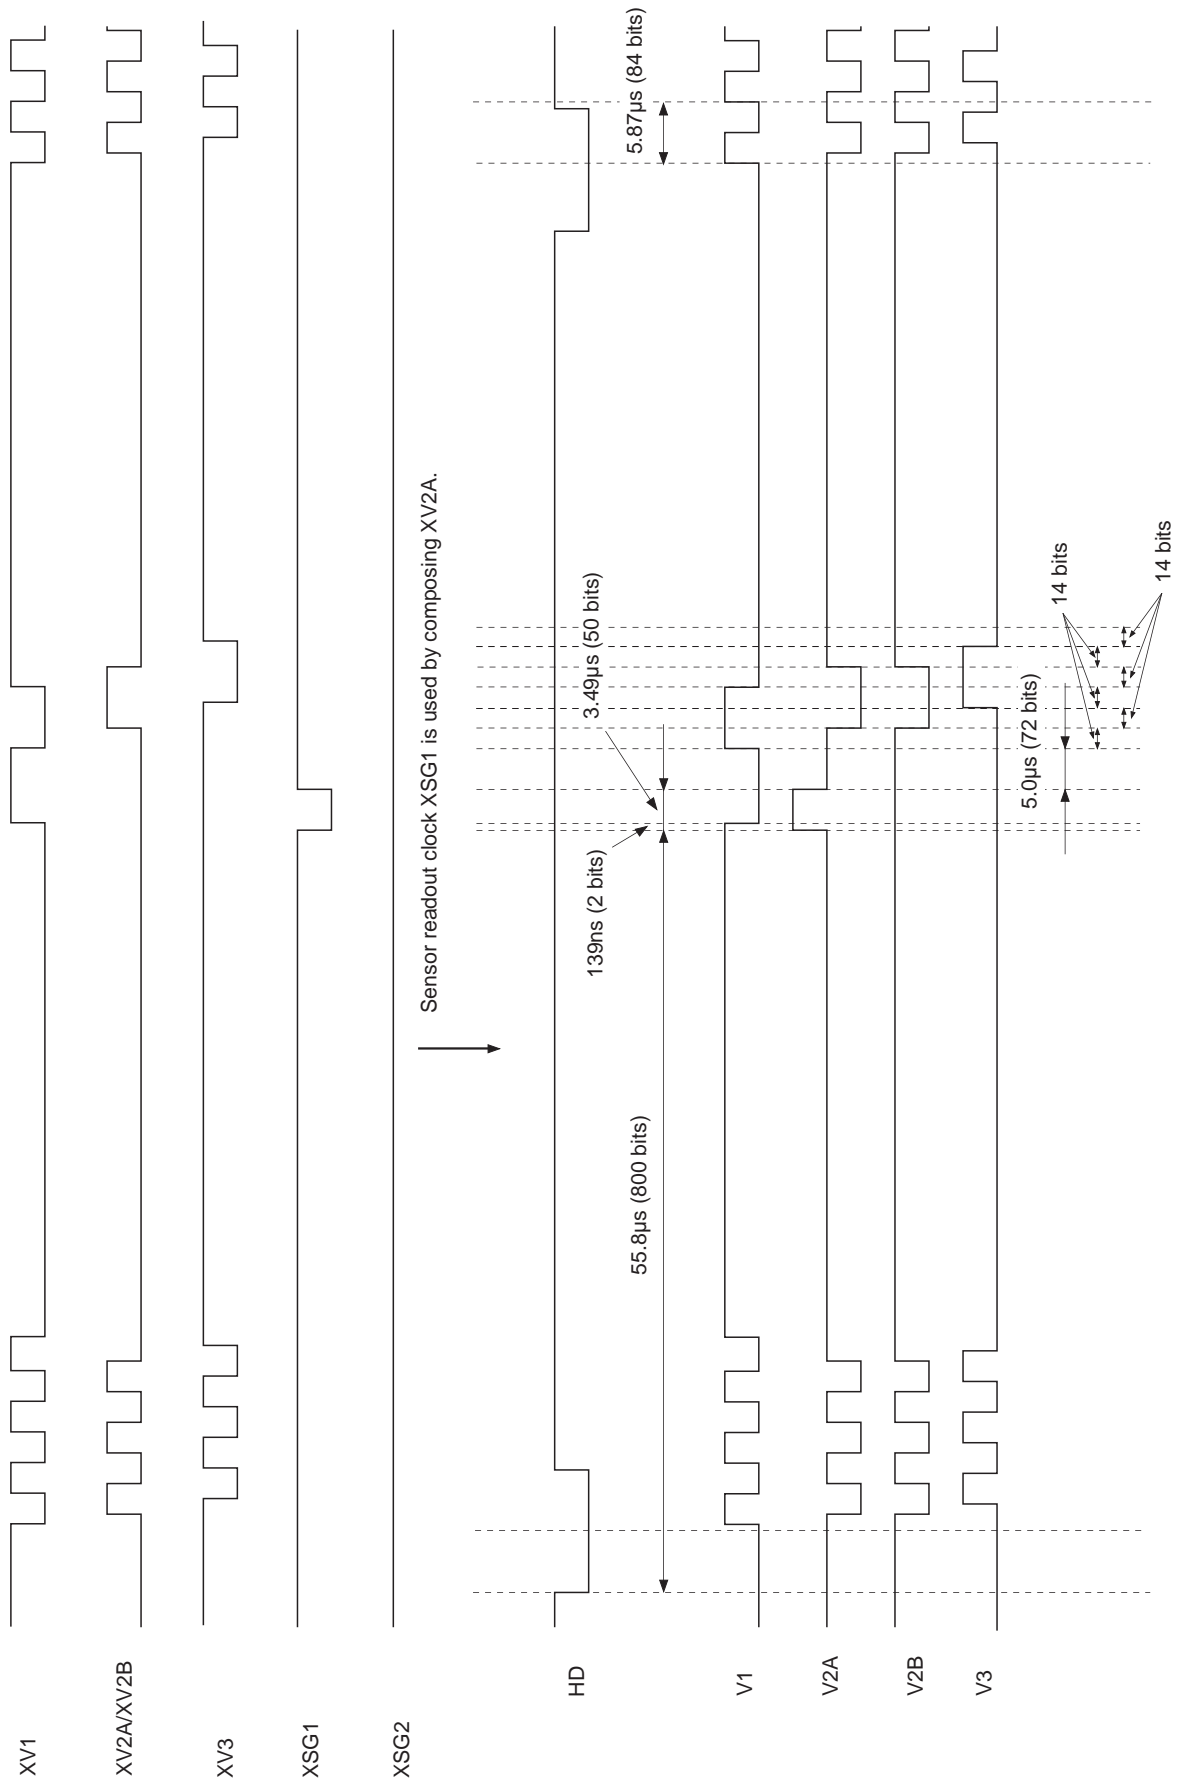 XV1
XV2A/XV2B
XV3
XSG1
XSG2
Sensor readout clock XSG1 is used by composing XV2A.
HD
139ns (2 bits)
3.49µs (50 bits)
55.8µs (800 bits)
5.87µs (84 bits)
V1
V2A
V2B
V3
5.0µs (72 bits)
14 bits
14 bits